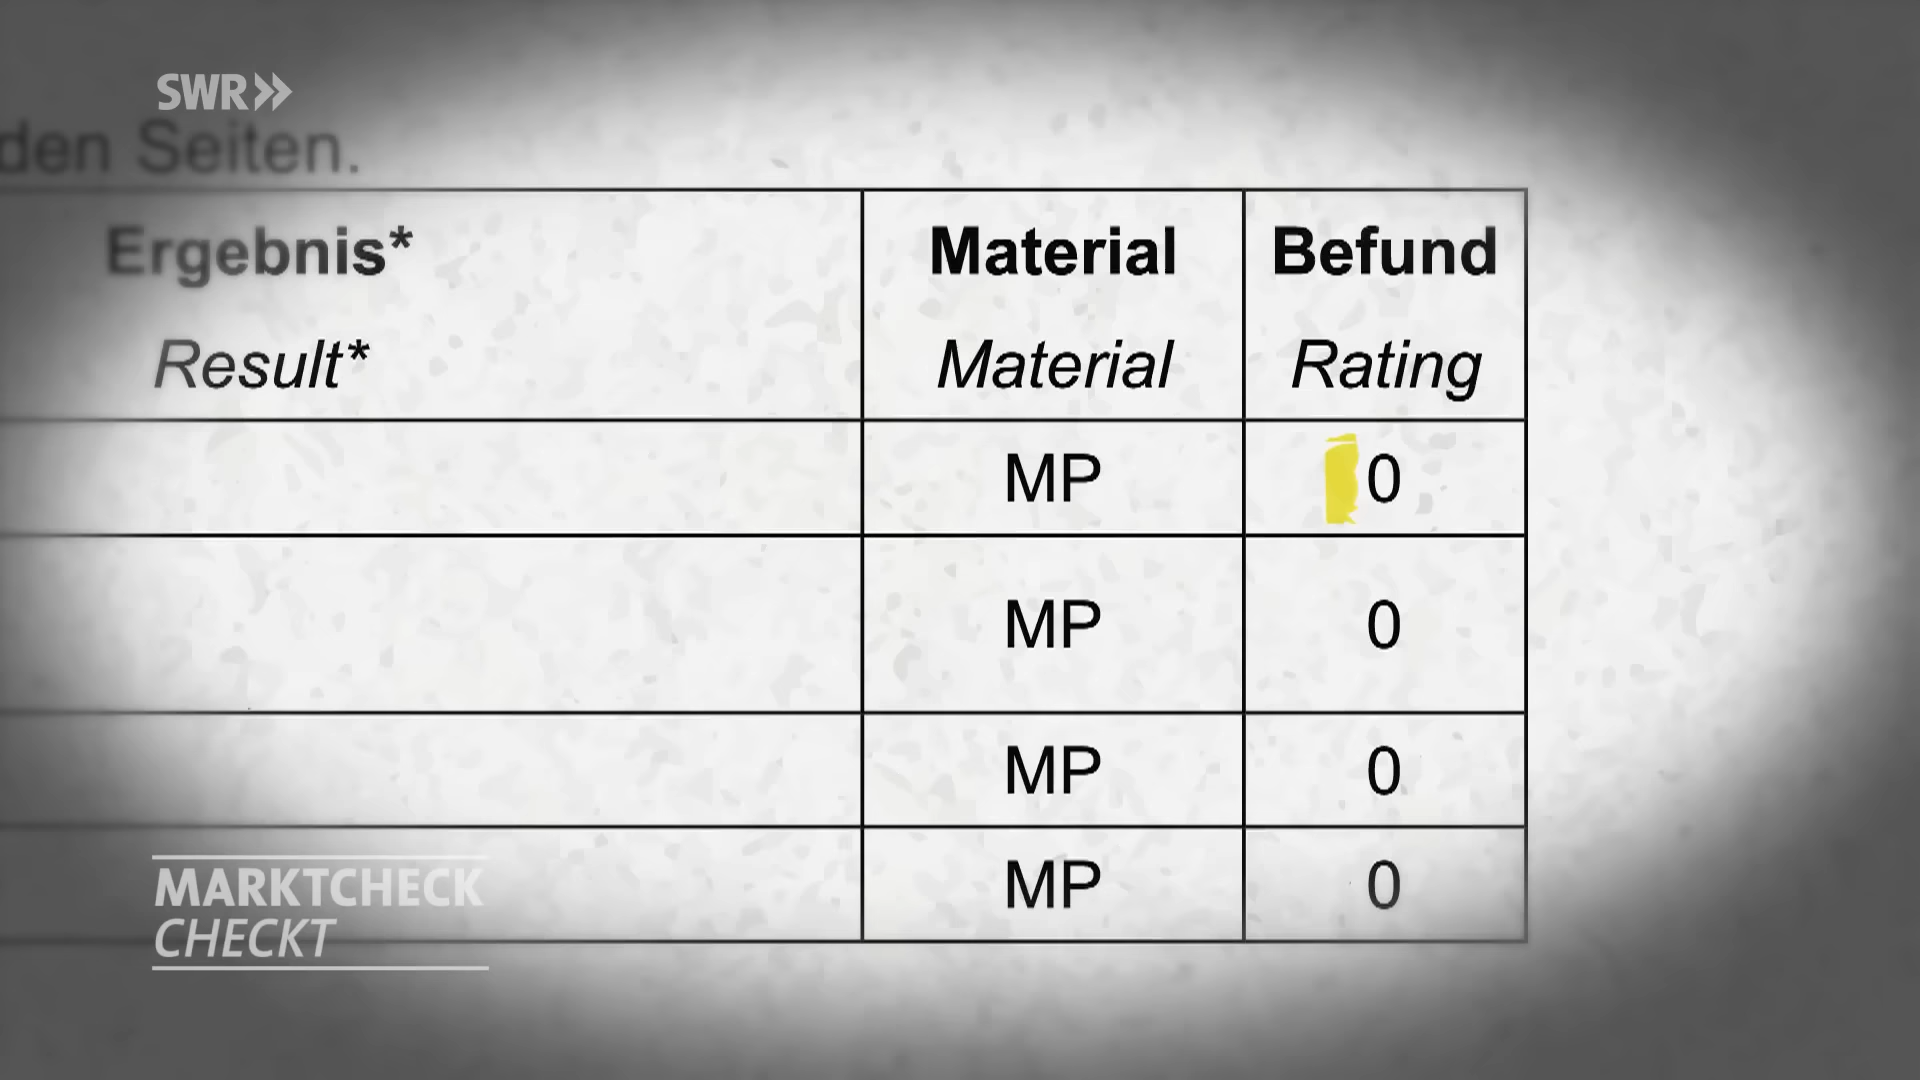 SWR
den Seiten.
Ergebnis* Material Befund
Result* Material Rating
MP 0
MP 0
MP 0
MP 0
MARKTCHECK
CHECKT